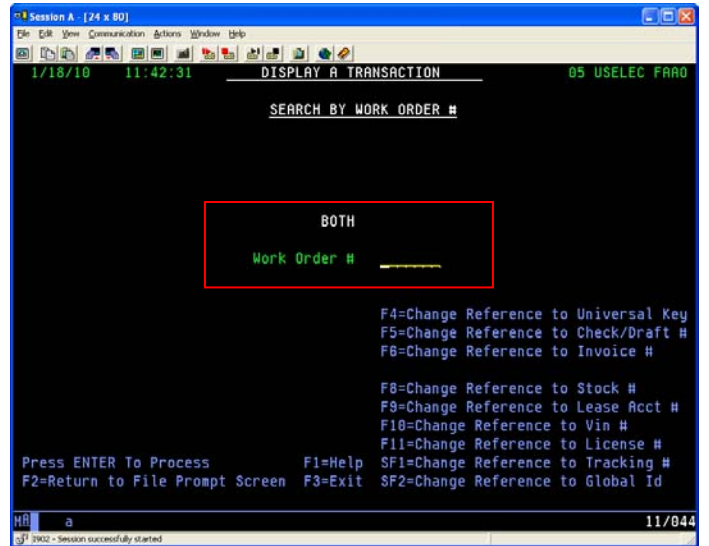 Session A - [24 x 80]
File Edit View Communication Actions Window Help
1/18/10 11:42:31 DISPLAY A TRANSACTION 05 USELEC FAAO
SEARCH BY WORK ORDER #
BOTH
Work Order #
F4=Change Reference to Universal Key
F5=Change Reference to Check/Draft #
F6=Change Reference to Invoice #
F8=Change Reference to Stock #
F9=Change Reference to Lease Acct #
F10=Change Reference to Vin #
F11=Change Reference to License #
Press ENTER To Process F1=Help SF1=Change Reference to Tracking #
F2=Return to File Prompt Screen F3=Exit SF2=Change Reference to Global Id
MA a 11/044
I902 - Session successfully started